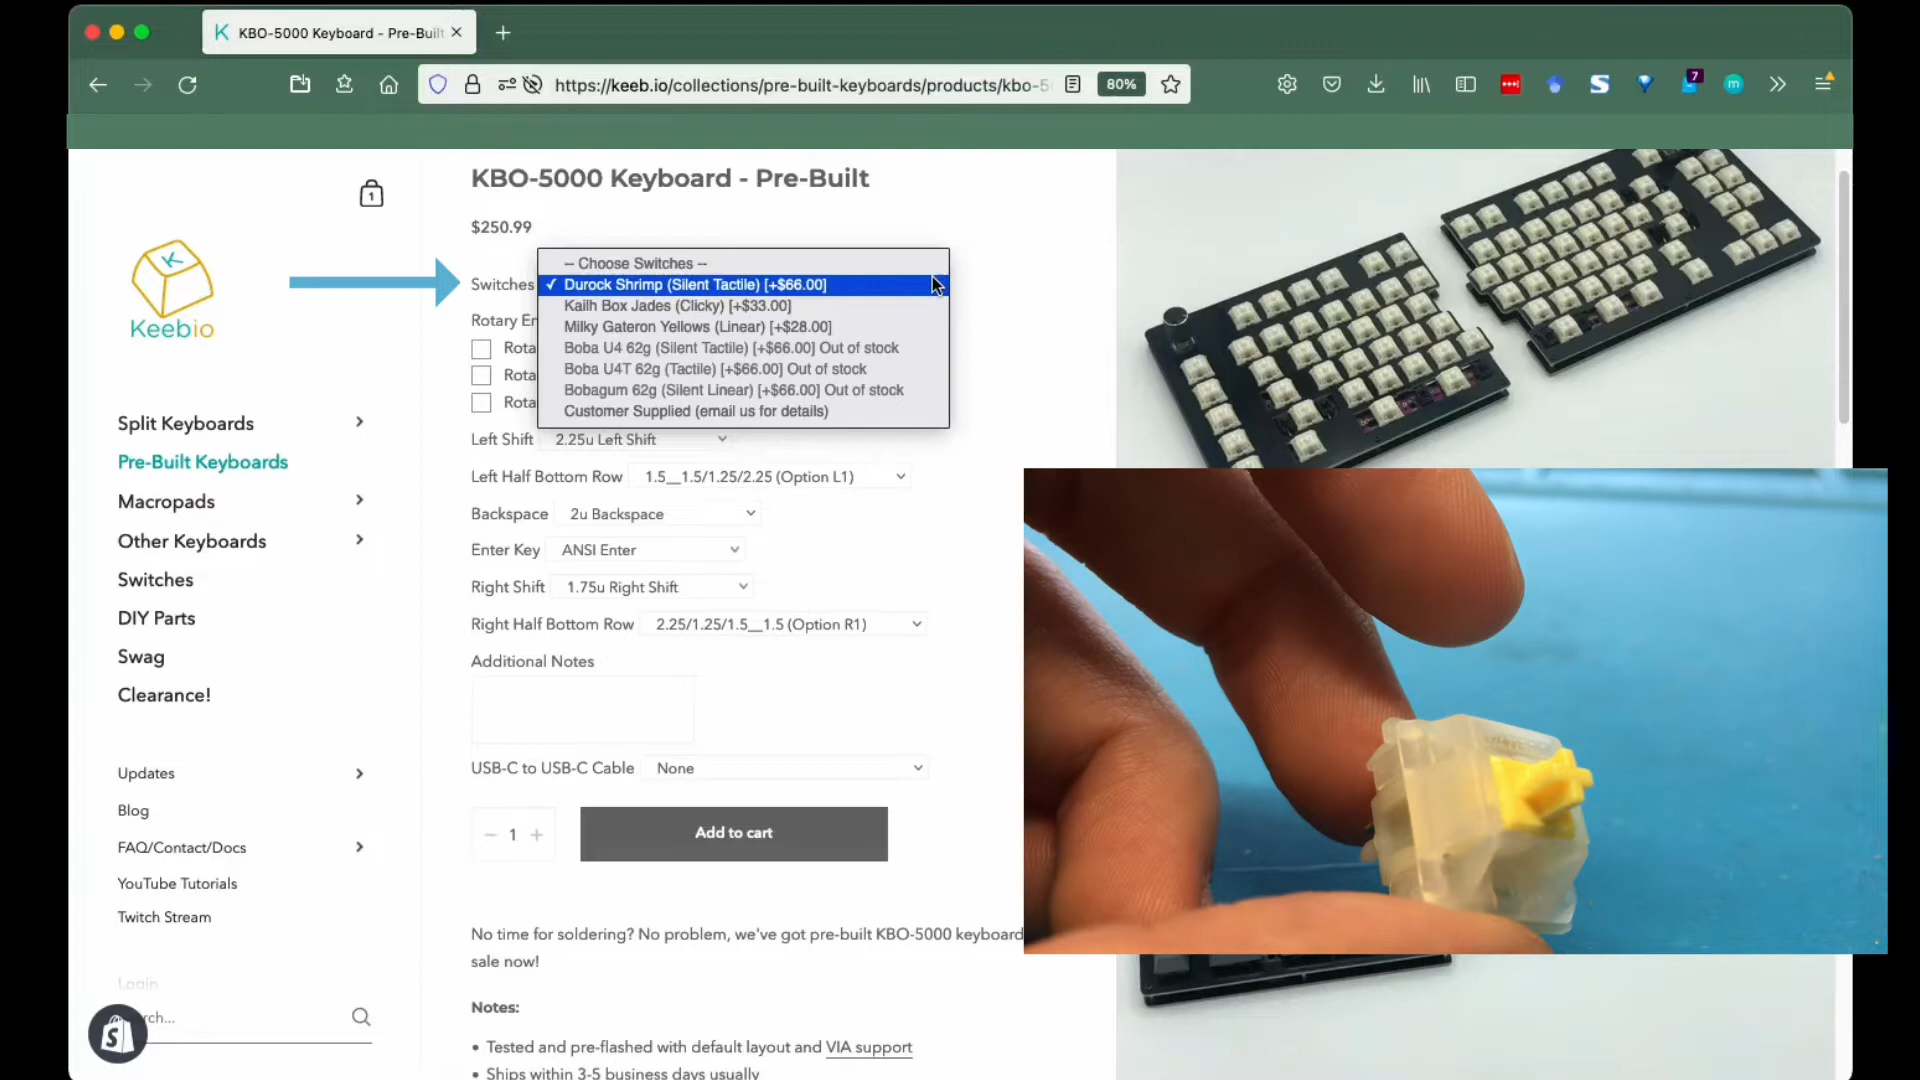 KBO-5000 Keyboard - Pre-Built
https://keeb.io/collections/pre-built-keyboards/products/kbo-5
80%
7
1
K
Keebio
Split Keyboards
Pre-Built Keyboards
Macropads
Other Keyboards
Switches
DIY Parts
Swag
Clearance!
Updates
Blog
FAQ/Contact/Docs
YouTube Tutorials
Twitch Stream
Login
rch...
KBO-5000 Keyboard - Pre-Built
$250.99
Switches
-- Choose Switches --
✓ Durock Shrimp (Silent Tactile) [+$66.00]
Kailh Box Jades (Clicky) [+$33.00]
Milky Gateron Yellows (Linear) [+$28.00]
Boba U4 62g (Silent Tactile) [+$66.00] Out of stock
Boba U4T 62g (Tactile) [+$66.00] Out of stock
Bobagum 62g (Silent Linear) [+$66.00] Out of stock
Customer Supplied (email us for details)
Rotary En
Rota
Rota
Rota
Left Shift 2.25u Left Shift
Left Half Bottom Row 1.5__1.5/1.25/2.25 (Option L1)
Backspace 2u Backspace
Enter Key ANSI Enter
Right Shift 1.75u Right Shift
Right Half Bottom Row 2.25/1.25/1.5__1.5 (Option R1)
Additional Notes
USB-C to USB-C Cable None
− 1 + Add to cart
No time for soldering? No problem, we've got pre-built KBO-5000 keyboard
sale now!
Notes:
• Tested and pre-flashed with default layout and VIA support
• Ships within 3-5 business days usually